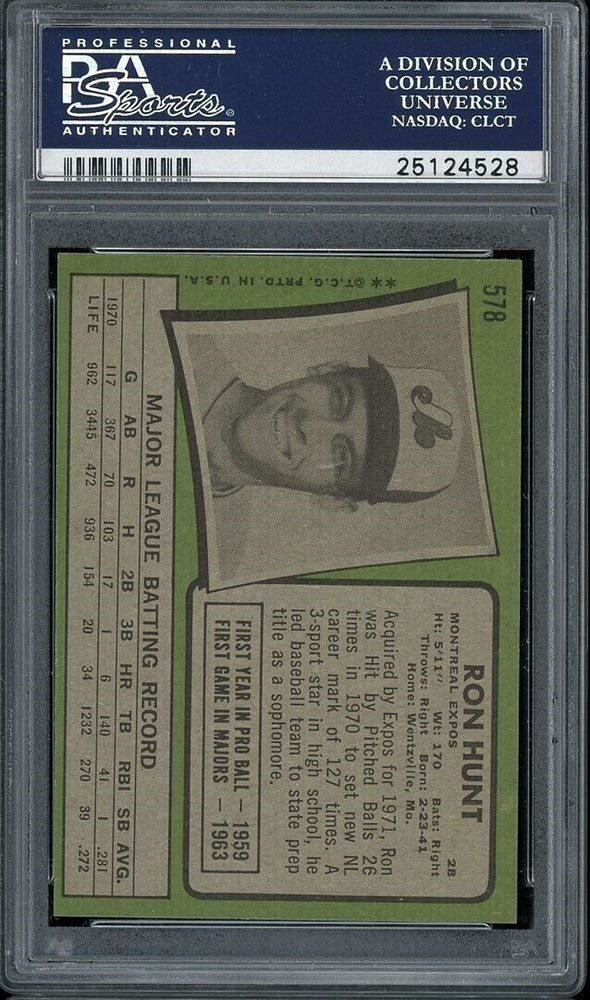 PROFESSIONAL
PSA
Sports®
AUTHENTICATOR
A DIVISION OF
COLLECTORS
UNIVERSE
NASDAQ: CLCT
25124528
578
**©T.C.G. PRTD. IN U.S.A.
RON HUNT
MONTREAL EXPOS 2B
Ht: 5'11" Wt: 170 Bats: Right
Throws: Right Born: 2-23-41
Home: Wentzville, Mo.
Acquired by Expos for 1971, Ron
was Hit by Pitched Balls 26
times in 1970 to set new NL
career mark of 127 times. A
3-sport star in high school, he
led baseball team to state prep
title as a sophomore.
FIRST YEAR IN PRO BALL — 1959
FIRST GAME IN MAJORS — 1963
MAJOR LEAGUE BATTING RECORD
G AB R H 2B 3B HR TB RBI SB AVG.
1970 117 367 70 103 17 1 6 140 41 1 .281
LIFE 962 3445 472 936 154 20 34 1232 270 39 .272
eb
PSA